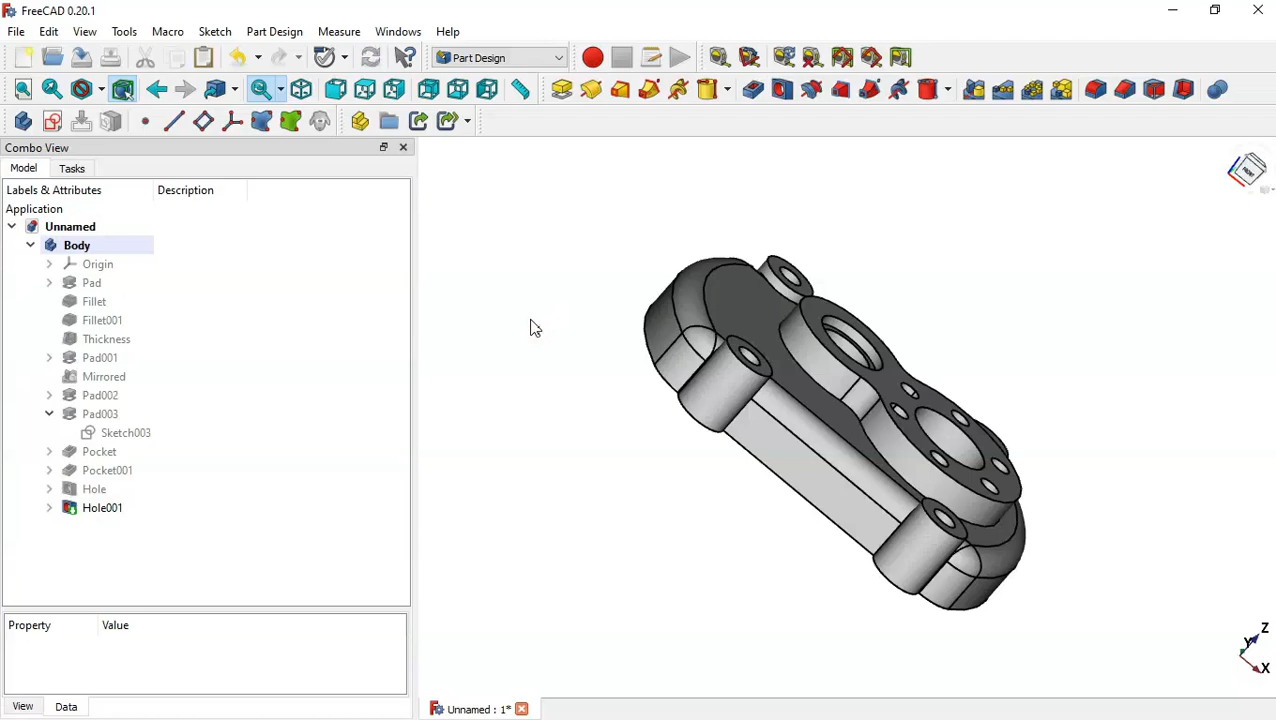 FreeCAD 0.20.1
File Edit View Tools Macro Sketch Part Design Measure Windows Help
Part Design
Combo View
Model Tasks
Labels & Attributes Description
Application
Unnamed
Body
Origin
Pad
Fillet
Fillet001
Thickness
Pad001
Mirrored
Pad002
Pad003
Sketch003
Pocket
Pocket001
Hole
Hole001
Property Value
View Data
Unnamed : 1*
FRONT
Z
Y
X